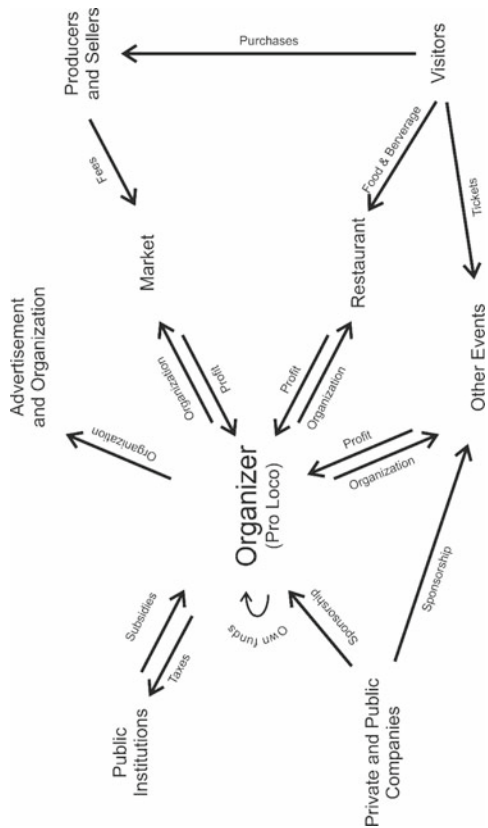 Public
Institutions
Subsidies
Taxes
Private and Public
Companies
Sponsorship
Sponsorship
Own funds
Organizer
(Pro Loco)
Organization
Advertisement
and Organization
Organization
Profit
Market
Profit
Organization
Restaurant
Profit
Organization
Other Events
Fees
Producers
and Sellers
Purchases
Food & Berverage
Tickets
Visitors